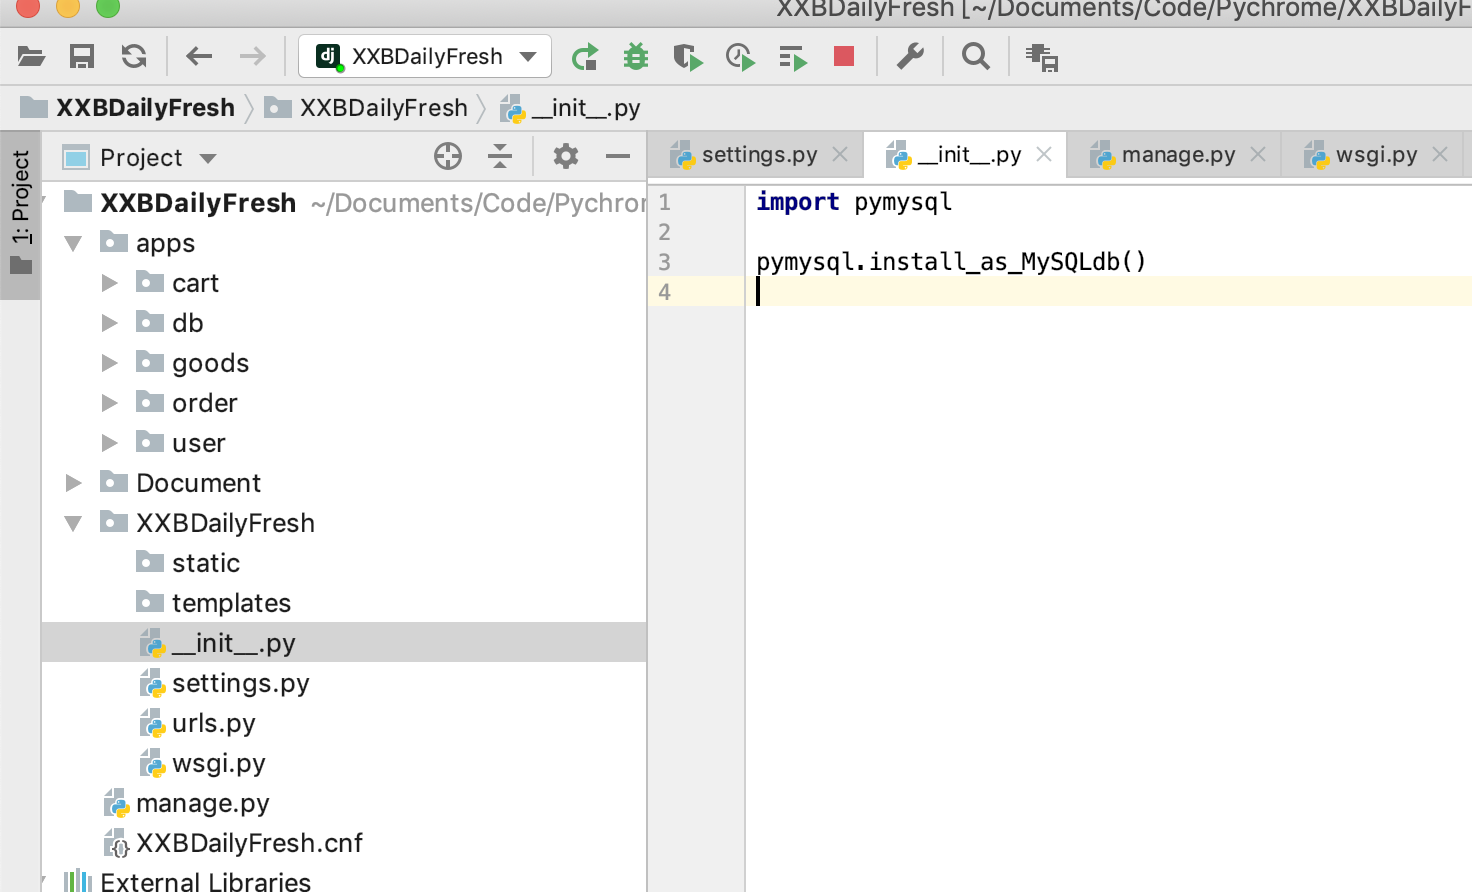 XXBDailyFresh [~/Documents/Code/Pychrome/XXBDailyF
dj XXBDailyFresh
XXBDailyFresh XXBDailyFresh __init__.py
1: Project
Project
settings.py __init__.py manage.py wsgi.py
XXBDailyFresh ~/Documents/Code/Pychror
apps
cart
db
goods
order
user
Document
XXBDailyFresh
static
templates
__init__.py
settings.py
urls.py
wsgi.py
manage.py
XXBDailyFresh.cnf
External Libraries
1 import pymysql
2
3 pymysql.install_as_MySQLdb()
4